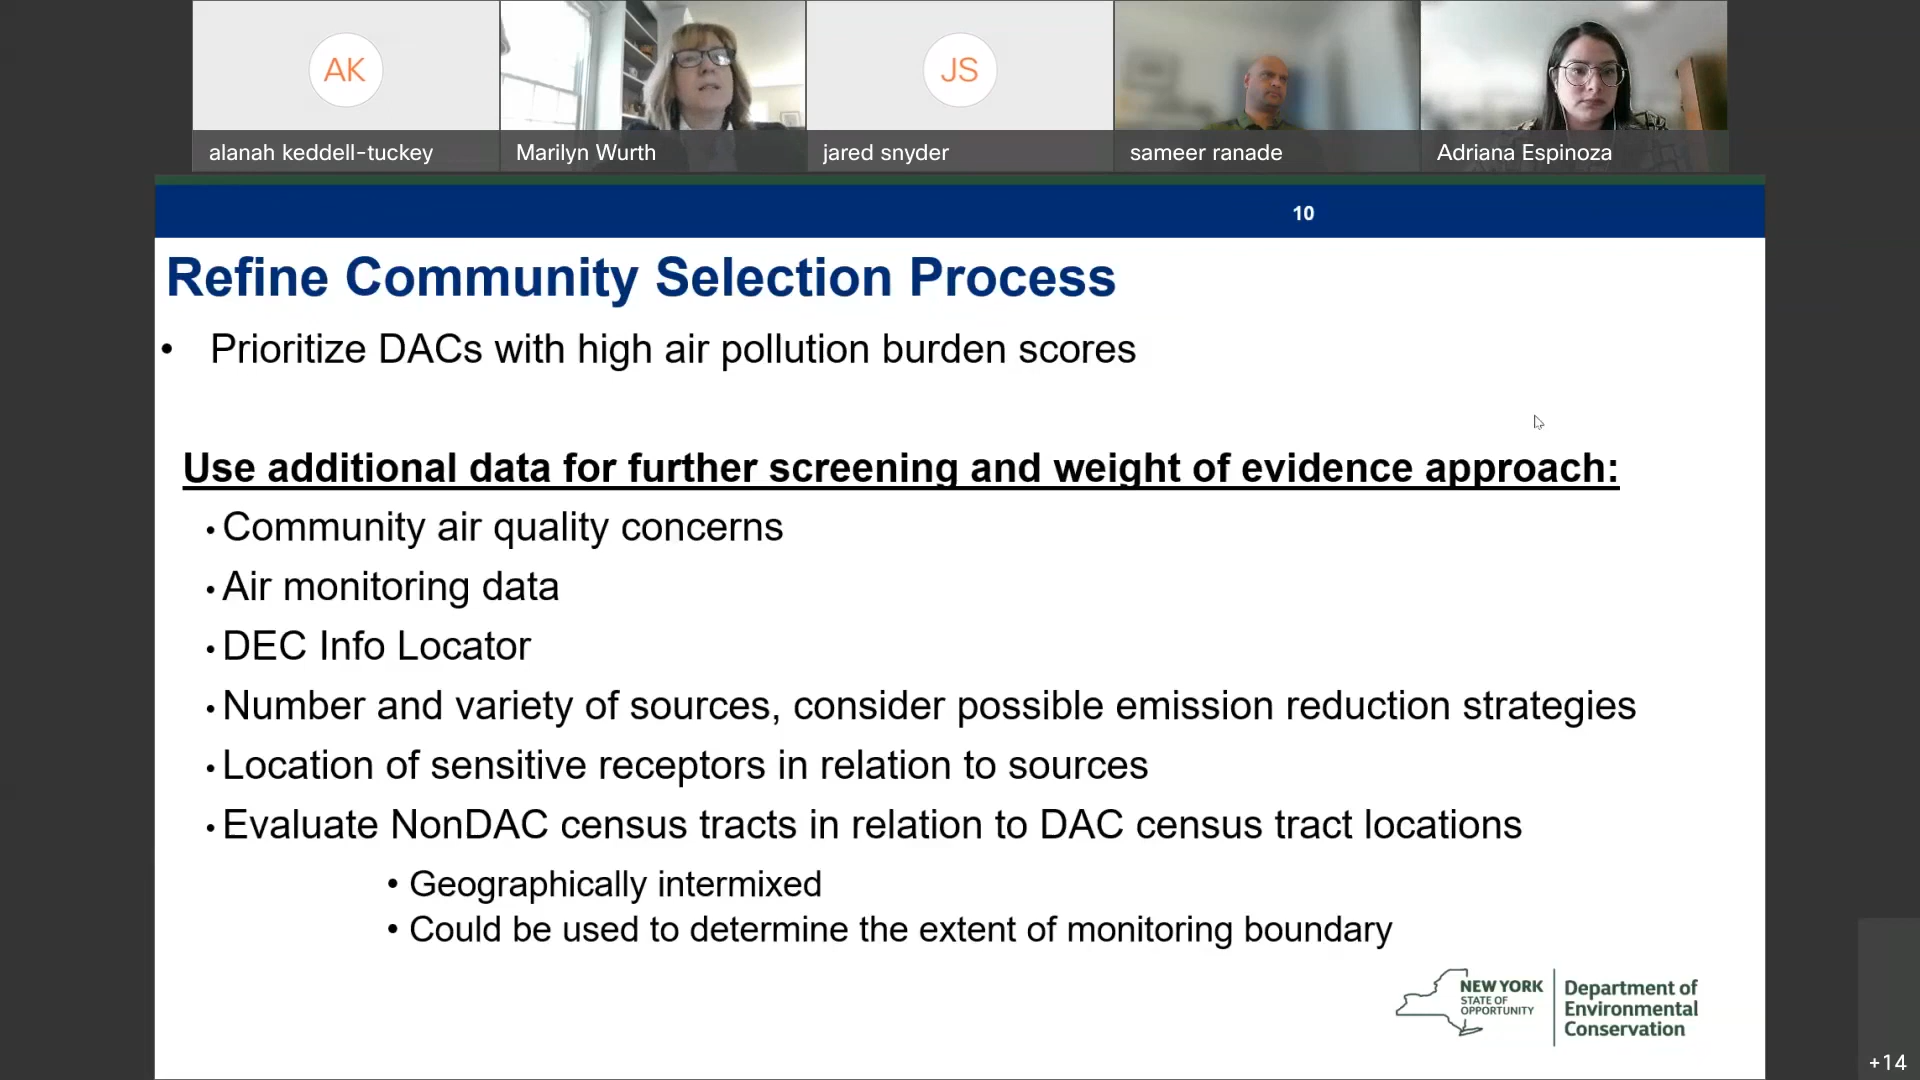 AK
JS
alanah keddell-tuckey
Marilyn Wurth
jared snyder
sameer ranade
Adriana Espinoza
10
Refine Community Selection Process
• Prioritize DACs with high air pollution burden scores
Use additional data for further screening and weight of evidence approach:
• Community air quality concerns
• Air monitoring data
• DEC Info Locator
• Number and variety of sources, consider possible emission reduction strategies
• Location of sensitive receptors in relation to sources
• Evaluate NonDAC census tracts in relation to DAC census tract locations
• Geographically intermixed
• Could be used to determine the extent of monitoring boundary
NEW YORK
STATE OF
OPPORTUNITY
Department of
Environmental
Conservation
+14